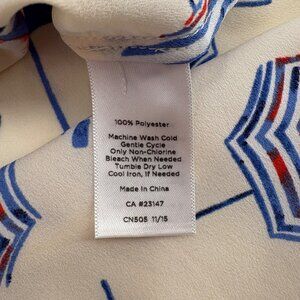 100% Polyester
Machine Wash Cold
Gentle Cycle
Only Non-Chlorine
Bleach When Needed
Tumble Dry Low
Cool Iron, If Needed
Made In China
CA #23147
CN505 11/15